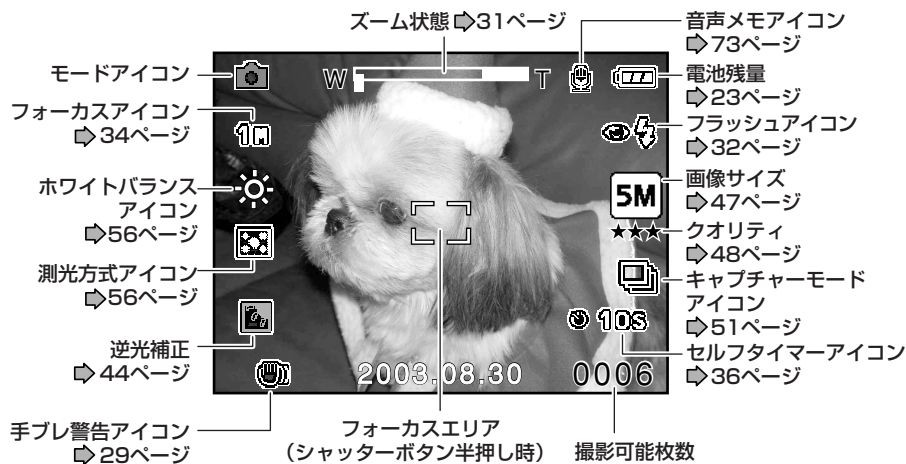 ズーム状態 ⇨31ページ
音声メモアイコン
⇨73ページ
モードアイコン
W
T
電池残量
⇨23ページ
フォーカスアイコン
⇨34ページ
1m
フラッシュアイコン
⇨32ページ
ホワイトバランス
アイコン
⇨56ページ
5M
画像サイズ
⇨47ページ
★★★
クオリティ
⇨48ページ
測光方式アイコン
⇨56ページ
キャプチャーモード
アイコン
⇨51ページ
逆光補正
⇨44ページ
10s
セルフタイマーアイコン
⇨36ページ
2003.08.30
0006
手ブレ警告アイコン
⇨29ページ
フォーカスエリア
（シャッターボタン半押し時）
撮影可能枚数